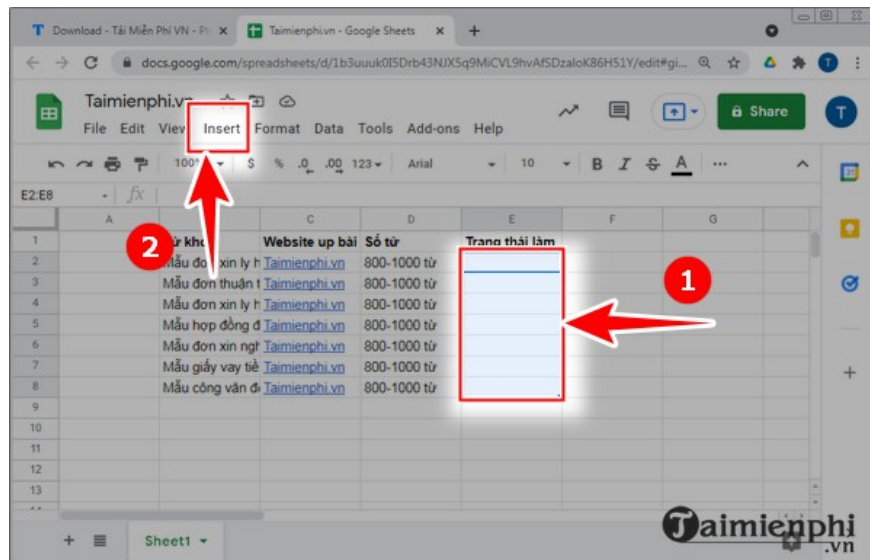 Download - Tải Miễn Phí VN - Ph
Taimienphi.vn - Google Sheets
docs.google.com/spreadsheets/d/1b3uuuk0I5Drb43NJX5q9MiCVL9hvAfSDzaloK86H51Y/edit#gi...
Taimienphi.vn
File Edit View Insert Format Data Tools Add-ons Help
Share
T
100% $ % .0 .00 123 Arial 10 B I S A ...
E2:E8 fx
A C D E F G
1 Website up bài Số từ Trạng thái làm
2 Mẫu đơn xin ly h Taimienphi.vn 800-1000 từ
3 Mẫu đơn thuận t Taimienphi.vn 800-1000 từ
4 Mẫu đơn xin ly h Taimienphi.vn 800-1000 từ
5 Mẫu hợp đồng đ Taimienphi.vn 800-1000 từ
6 Mẫu đơn xin ngh Taimienphi.vn 800-1000 từ
7 Mẫu giấy vay tiề Taimienphi.vn 800-1000 từ
8 Mẫu công văn đ Taimienphi.vn 800-1000 từ
9
10
11
12
13
1
2
Sheet1
Taimienphi
.vn